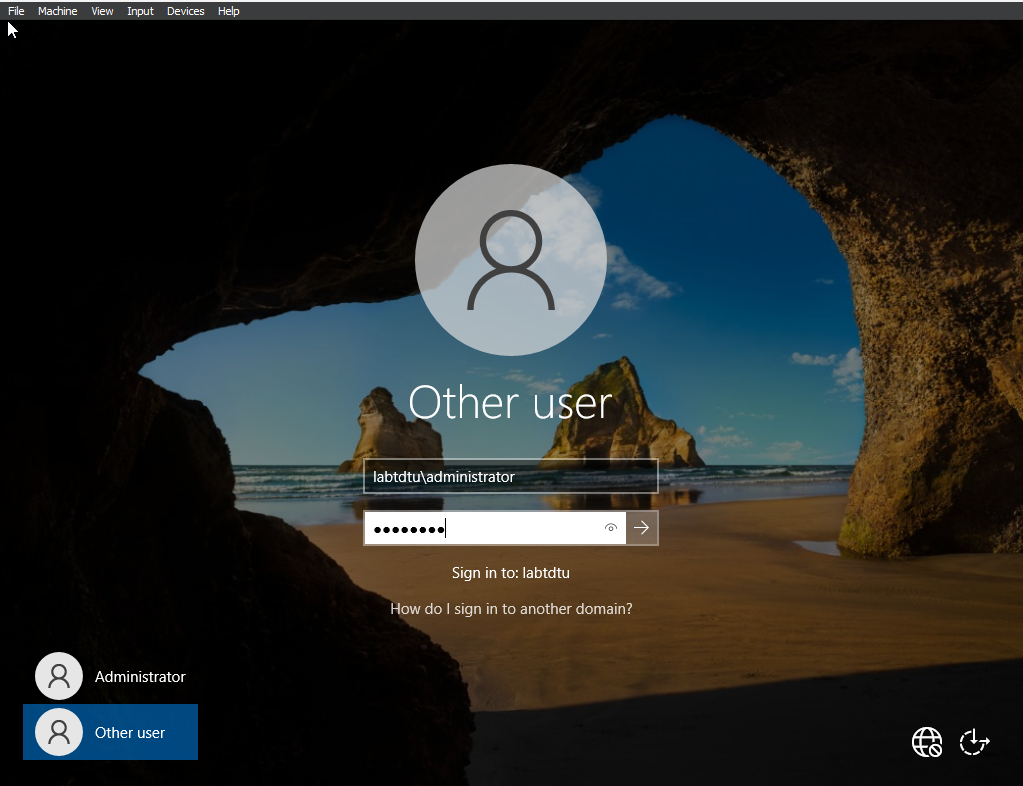 File Machine View Input Devices Help
Other user
labtdtu\administrator
●●●●●●●●
Sign in to: labtdtu
How do I sign in to another domain?
Administrator
Other user